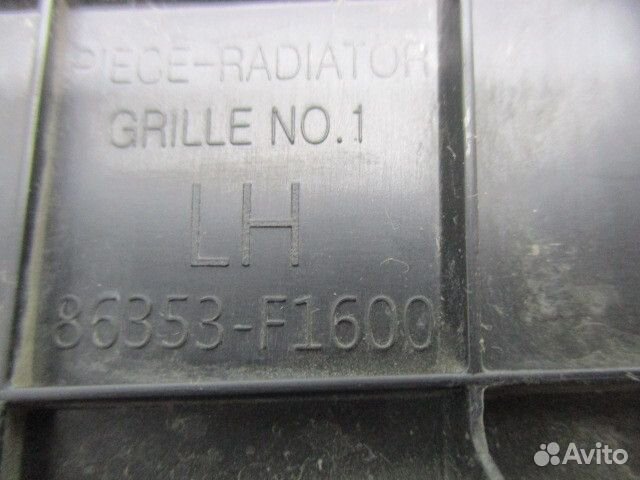 PIECE-RADIATOR
GRILLE NO.1
LH
86353-F1600
Avito